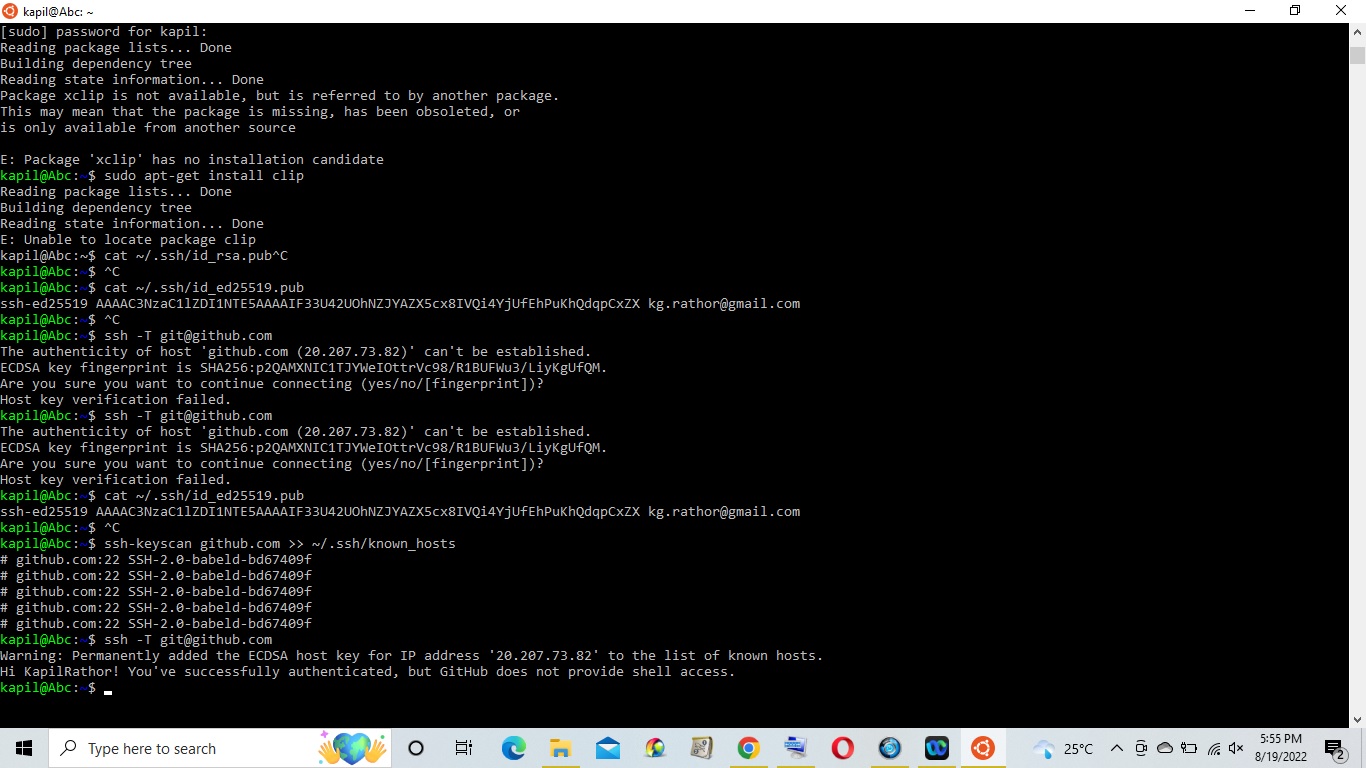 kapil@Abc: ~
[sudo] password for kapil:
Reading package lists... Done
Building dependency tree
Reading state information... Done
Package xclip is not available, but is referred to by another package.
This may mean that the package is missing, has been obsoleted, or
is only available from another source
E: Package 'xclip' has no installation candidate
kapil@Abc:~$ sudo apt-get install clip
Reading package lists... Done
Building dependency tree
Reading state information... Done
E: Unable to locate package clip
kapil@Abc:~$ cat ~/.ssh/id_rsa.pub^C
kapil@Abc:~$ ^C
kapil@Abc:~$ cat ~/.ssh/id_ed25519.pub
ssh-ed25519 AAAAC3NzaC1lZDI1NTE5AAAAIF33U42UOhNZJYAZX5cx8IVQi4YjUfEhPuKhQdqpCxZX kg.rathor@gmail.com
kapil@Abc:~$ ^C
kapil@Abc:~$ ssh -T git@github.com
The authenticity of host 'github.com (20.207.73.82)' can't be established.
ECDSA key fingerprint is SHA256:p2QAMXNIC1TJYWeIOttrVc98/R1BUFWu3/LiyKgUfQM.
Are you sure you want to continue connecting (yes/no/[fingerprint])?
Host key verification failed.
kapil@Abc:~$ ssh -T git@github.com
The authenticity of host 'github.com (20.207.73.82)' can't be established.
ECDSA key fingerprint is SHA256:p2QAMXNIC1TJYWeIOttrVc98/R1BUFWu3/LiyKgUfQM.
Are you sure you want to continue connecting (yes/no/[fingerprint])?
Host key verification failed.
kapil@Abc:~$ cat ~/.ssh/id_ed25519.pub
ssh-ed25519 AAAAC3NzaC1lZDI1NTE5AAAAIF33U42UOhNZJYAZX5cx8IVQi4YjUfEhPuKhQdqpCxZX kg.rathor@gmail.com
kapil@Abc:~$ ^C
kapil@Abc:~$ ssh-keyscan github.com >> ~/.ssh/known_hosts
# github.com:22 SSH-2.0-babeld-bd67409f
# github.com:22 SSH-2.0-babeld-bd67409f
# github.com:22 SSH-2.0-babeld-bd67409f
# github.com:22 SSH-2.0-babeld-bd67409f
# github.com:22 SSH-2.0-babeld-bd67409f
kapil@Abc:~$ ssh -T git@github.com
Warning: Permanently added the ECDSA host key for IP address '20.207.73.82' to the list of known hosts.
Hi KapilRathor! You've successfully authenticated, but GitHub does not provide shell access.
kapil@Abc:~$
Type here to search
25°C
5:55 PM
8/19/2022
2